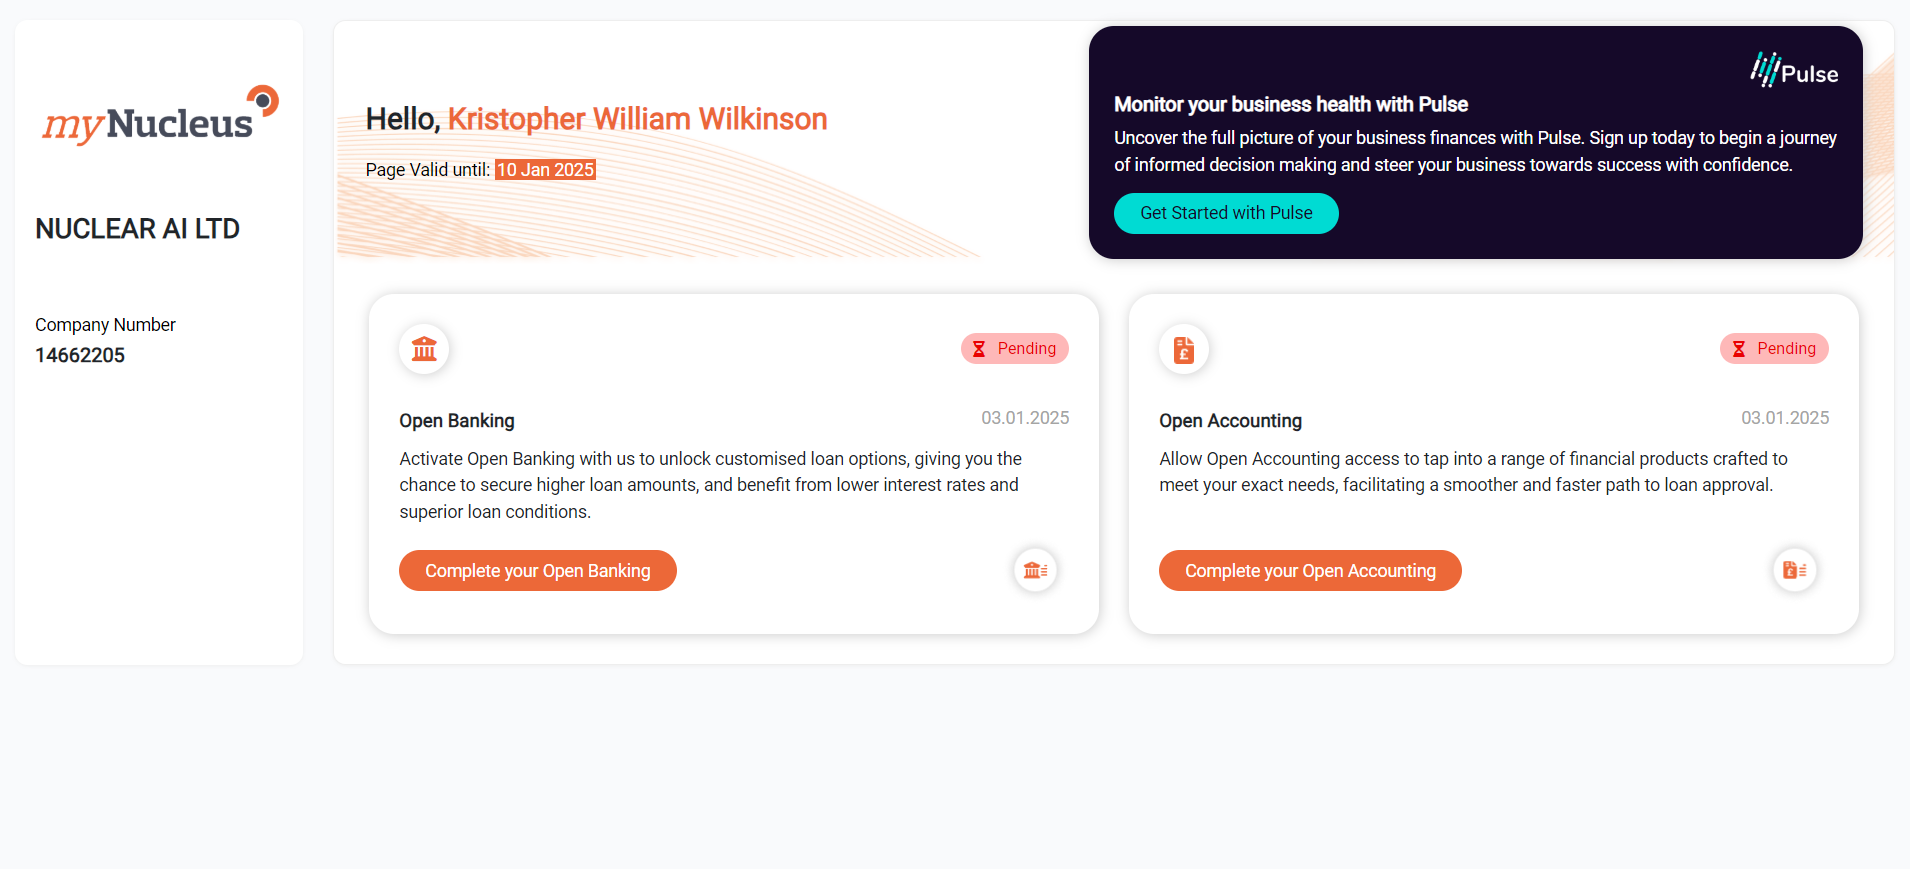 myNucleus
NUCLEAR AI LTD
Company Number
14662205
Hello, Kristopher William Wilkinson
Page Valid until: 10 Jan 2025
Pulse
Monitor your business health with Pulse
Uncover the full picture of your business finances with Pulse. Sign up today to begin a journey
of informed decision making and steer your business towards success with confidence.
Get Started with Pulse
Pending
Open Banking
03.01.2025
Activate Open Banking with us to unlock customised loan options, giving you the
chance to secure higher loan amounts, and benefit from lower interest rates and
superior loan conditions.
Complete your Open Banking
£
Pending
Open Accounting
03.01.2025
Allow Open Accounting access to tap into a range of financial products crafted to
meet your exact needs, facilitating a smoother and faster path to loan approval.
Complete your Open Accounting
£